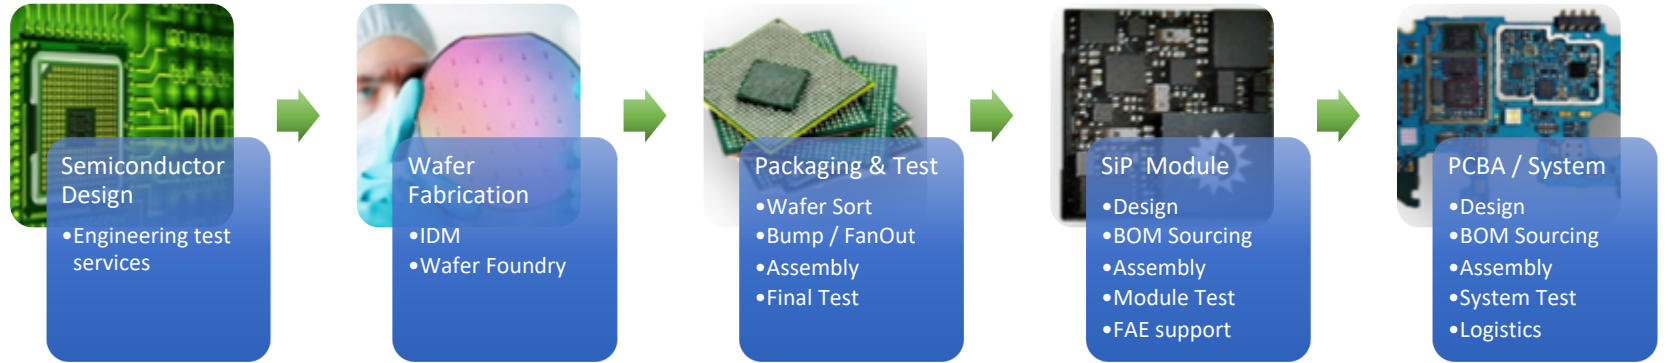 Semiconductor
Design
•Engineering test
services
Wafer
Fabrication
•IDM
•Wafer Foundry
Packaging & Test
•Wafer Sort
•Bump / FanOut
•Assembly
•Final Test
SiP Module
•Design
•BOM Sourcing
•Assembly
•Module Test
•FAE support
PCBA / System
•Design
•BOM Sourcing
•Assembly
•System Test
•Logistics